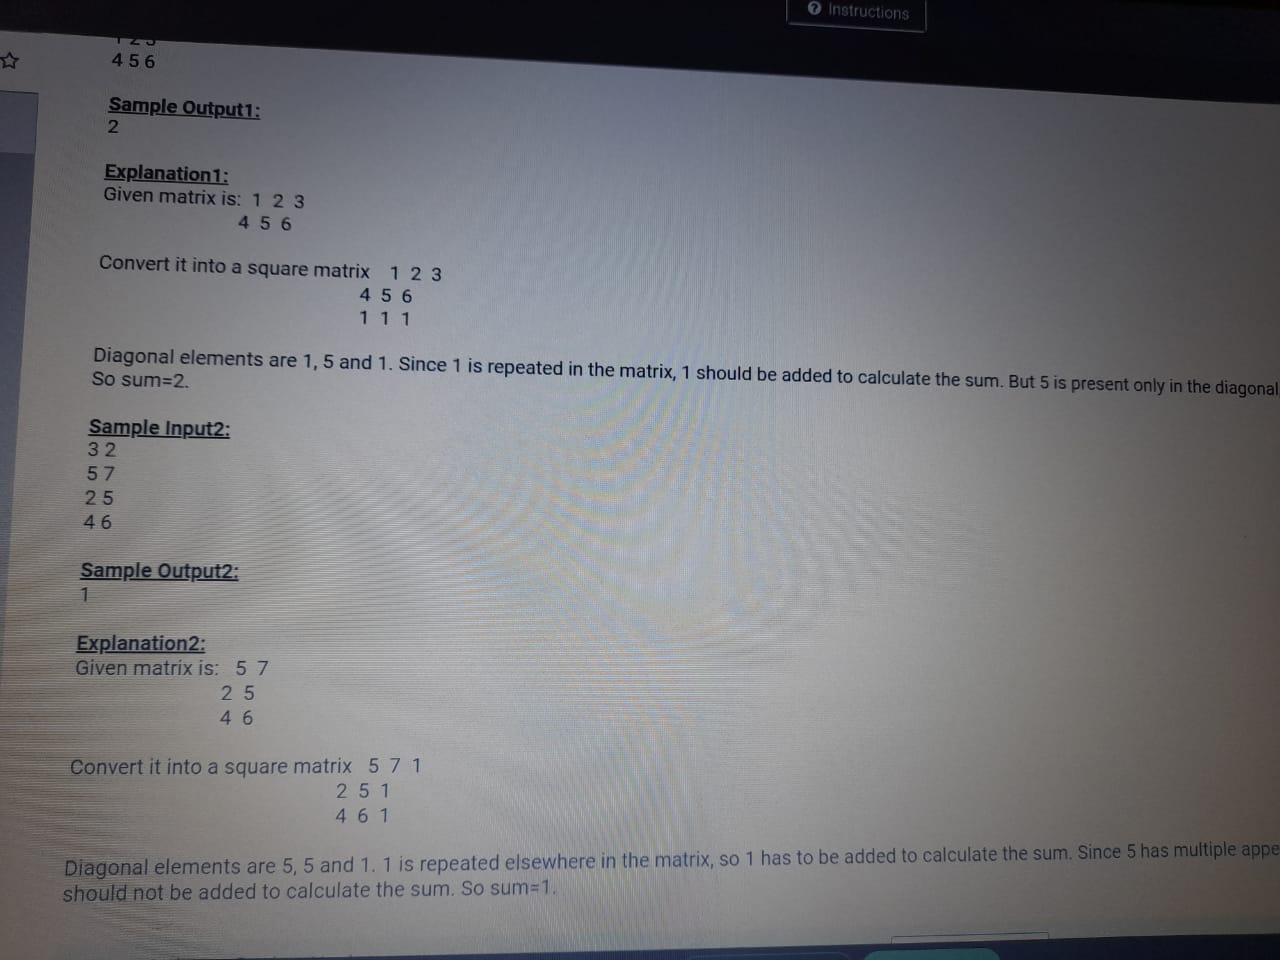 Instructions
1 2 3
4 5 6
Sample Output1:
2
Explanation1:
Given matrix is: 1 2 3
4 5 6
Convert it into a square matrix 1 2 3
4 5 6
1 1 1
Diagonal elements are 1, 5 and 1. Since 1 is repeated in the matrix, 1 should be added to calculate the sum. But 5 is present only in the diagonal
So sum=2.
Sample Input2:
3 2
5 7
2 5
4 6
Sample Output2:
1
Explanation2:
Given matrix is: 5 7
2 5
4 6
Convert it into a square matrix 5 7 1
2 5 1
4 6 1
Diagonal elements are 5, 5 and 1. 1 is repeated elsewhere in the matrix, so 1 has to be added to calculate the sum. Since 5 has multiple appe
should not be added to calculate the sum. So sum=1.